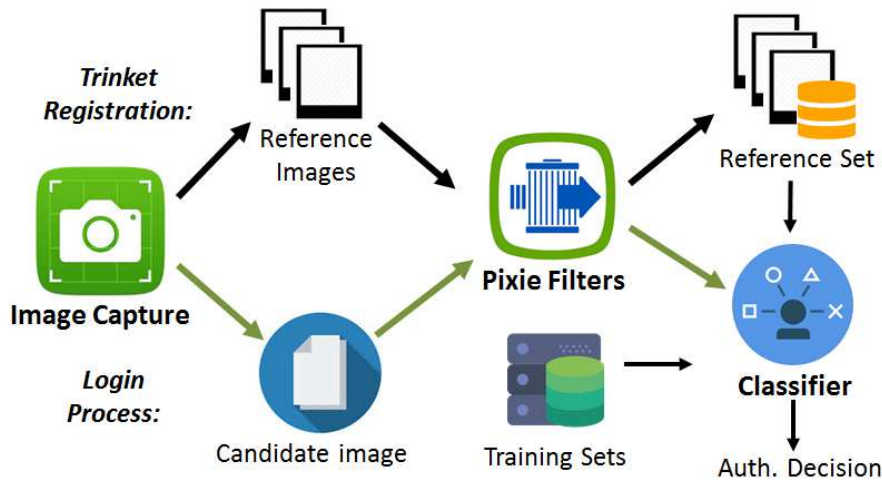 Trinket
Registration:
Reference
Images
Reference Set
Image Capture
Pixie Filters
Login
Process:
Candidate image
Training Sets
Classifier
Auth. Decision